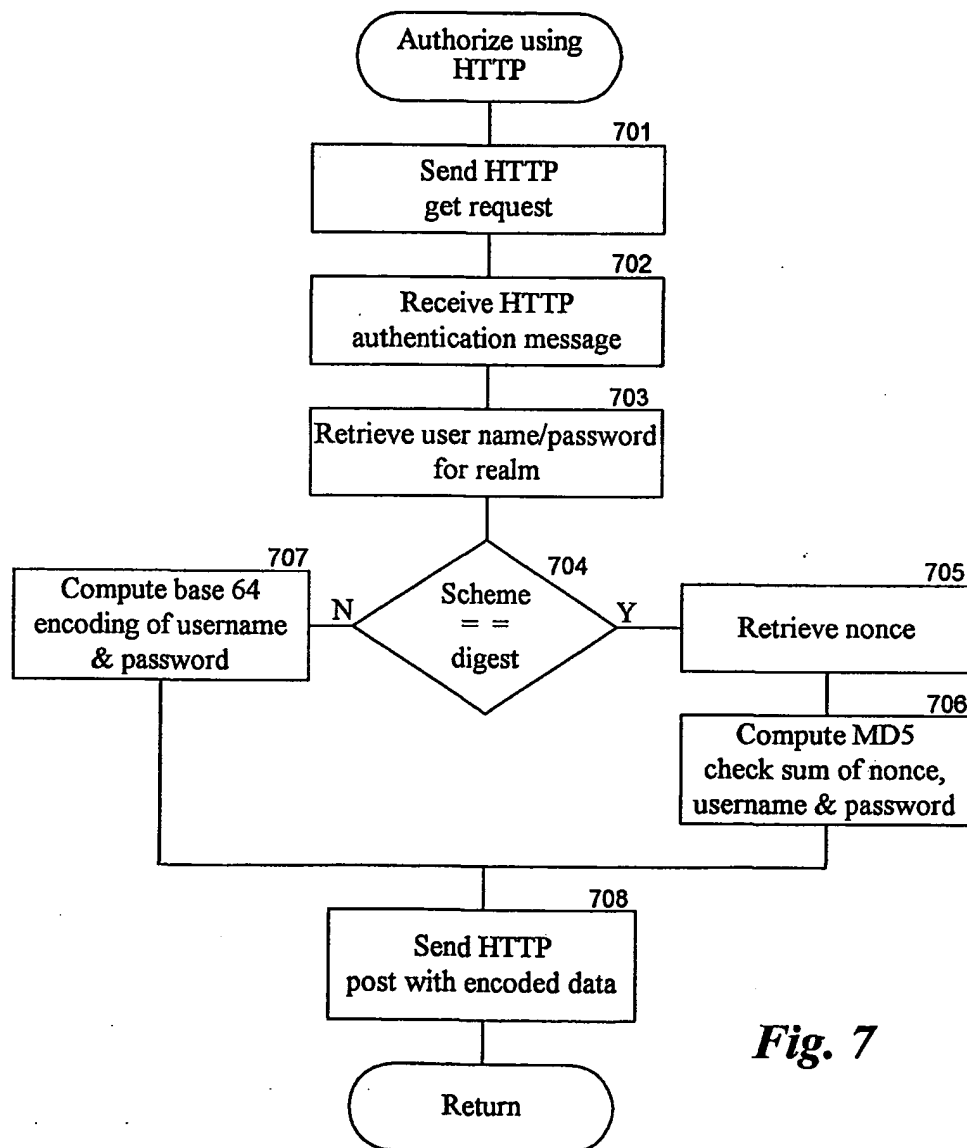 Authorize using
HTTP
701
Send HTTP
get request
702
Receive HTTP
authentication message
703
Retrieve user name/password
for realm
704
Scheme
= =
digest
N
Y
707
Compute base 64
encoding of username
& password
705
Retrieve nonce
706
Compute MD5
check sum of nonce,
username & password
708
Send HTTP
post with encoded data
Return
Fig. 7